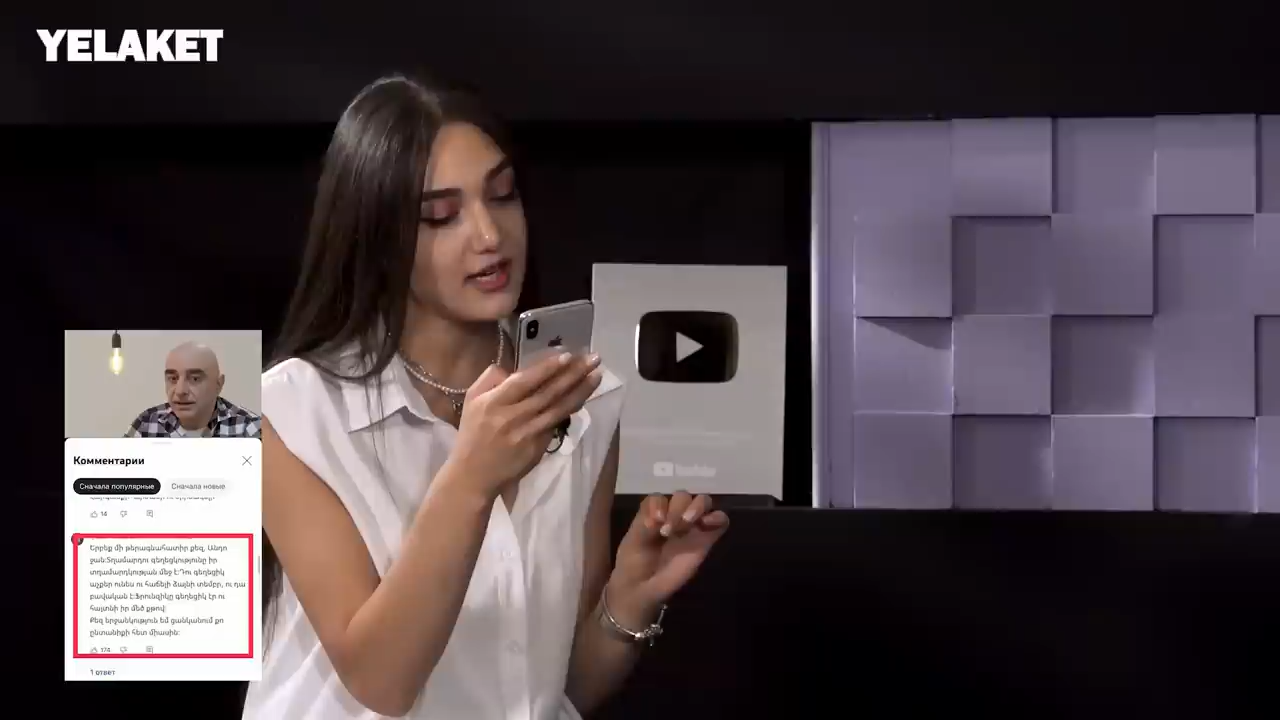 YELAKET
Комментарии
Сначала популярные
Сначала новые
14
Երբեք մի թերագնահատիր քեզ, Անդո
ջան:Տղամարդու գեղեցկությունը իր
տղամարդկության մեջ է:Դու գեղեցիկ
աչքեր ունես ու հաճելի ձայնի տեմբր, ու դա
բավական է:Ֆրունզիկը գեղեցիկ էր ու
հայտնի իր մեծ քթով:
Քեզ երջանկություն եմ ցանկանում քո
ընտանիքի հետ միասին:
174
1 ответ
YouTube